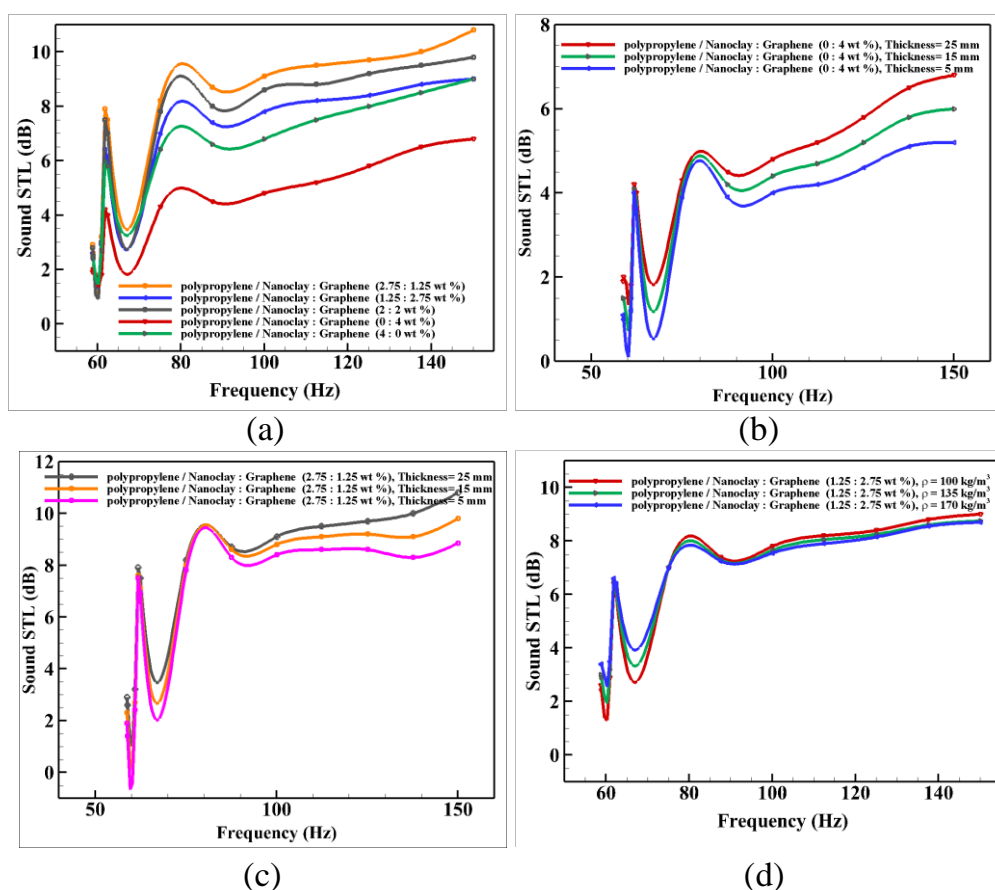 10
8
6
4
2
0
Sound STL (dB)
polypropylene / Nanoclay : Graphene (2.75 : 1.25 wt %)
polypropylene / Nanoclay : Graphene (1.25 : 2.75 wt %)
polypropylene / Nanoclay : Graphene (2 : 2 wt %)
polypropylene / Nanoclay : Graphene (0 : 4 wt %)
polypropylene / Nanoclay : Graphene (4 : 0 wt %)
60 80 100 120 140
Frequency (Hz)
(a)
8
6
4
2
0
Sound STL (dB)
polypropylene / Nanoclay : Graphene (0 : 4 wt %), Thickness= 25 mm
polypropylene / Nanoclay : Graphene (0 : 4 wt %), Thickness= 15 mm
polypropylene / Nanoclay : Graphene (0 : 4 wt %), Thickness= 5 mm
50 100 150
Frequency (Hz)
(b)
12
10
8
6
4
2
0
Sound STL (dB)
polypropylene / Nanoclay : Graphene (2.75 : 1.25 wt %), Thickness= 25 mm
polypropylene / Nanoclay : Graphene (2.75 : 1.25 wt %), Thickness= 15 mm
polypropylene / Nanoclay : Graphene (2.75 : 1.25 wt %), Thickness= 5 mm
50 100 150
Frequency (Hz)
(c)
10
8
6
4
2
0
Sound STL (dB)
polypropylene / Nanoclay : Graphene (1.25 : 2.75 wt %), ρ = 100 kg/m³
polypropylene / Nanoclay : Graphene (1.25 : 2.75 wt %), ρ = 135 kg/m³
polypropylene / Nanoclay : Graphene (1.25 : 2.75 wt %), ρ = 170 kg/m³
60 80 100 120 140
Frequency (Hz)
(d)